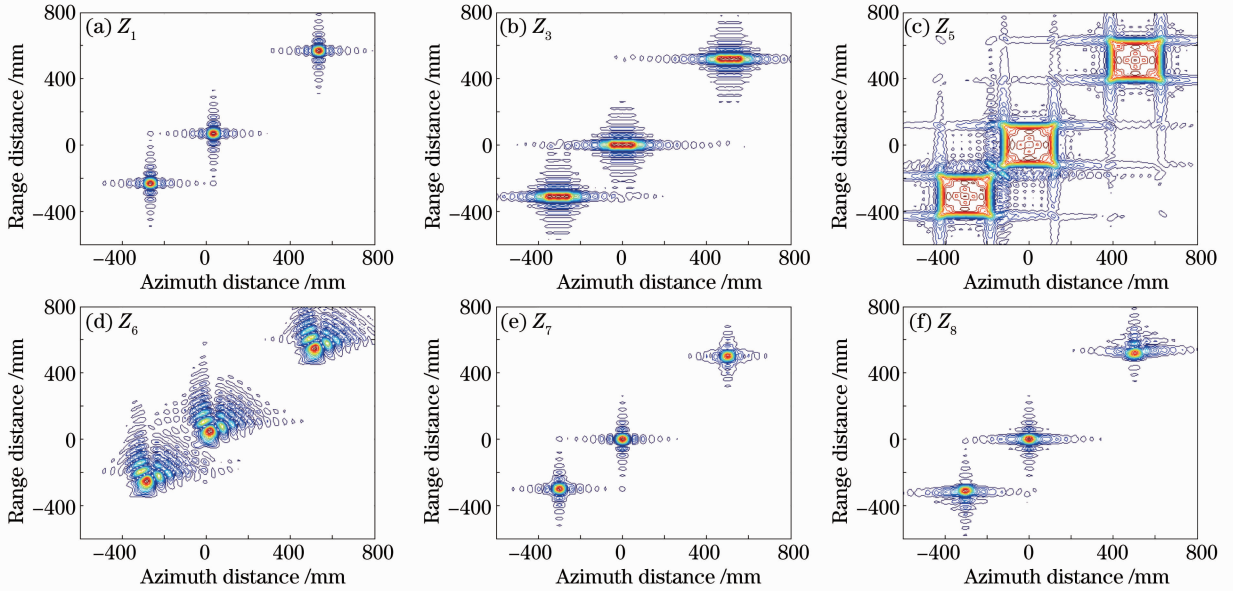 (a) Z1
800
400
0
−400
Range distance /mm
−400 0 400 800
Azimuth distance /mm
(b) Z3
800
400
0
−400
Range distance /mm
−400 0 400 800
Azimuth distance /mm
(c) Z5
800
400
0
−400
Range distance /mm
−400 0 400 800
Azimuth distance /mm
(d) Z6
800
400
0
−400
Range distance /mm
−400 0 400 800
Azimuth distance /mm
(e) Z7
800
400
0
−400
Range distance /mm
−400 0 400 800
Azimuth distance /mm
(f) Z8
800
400
0
−400
Range distance /mm
−400 0 400 800
Azimuth distance /mm